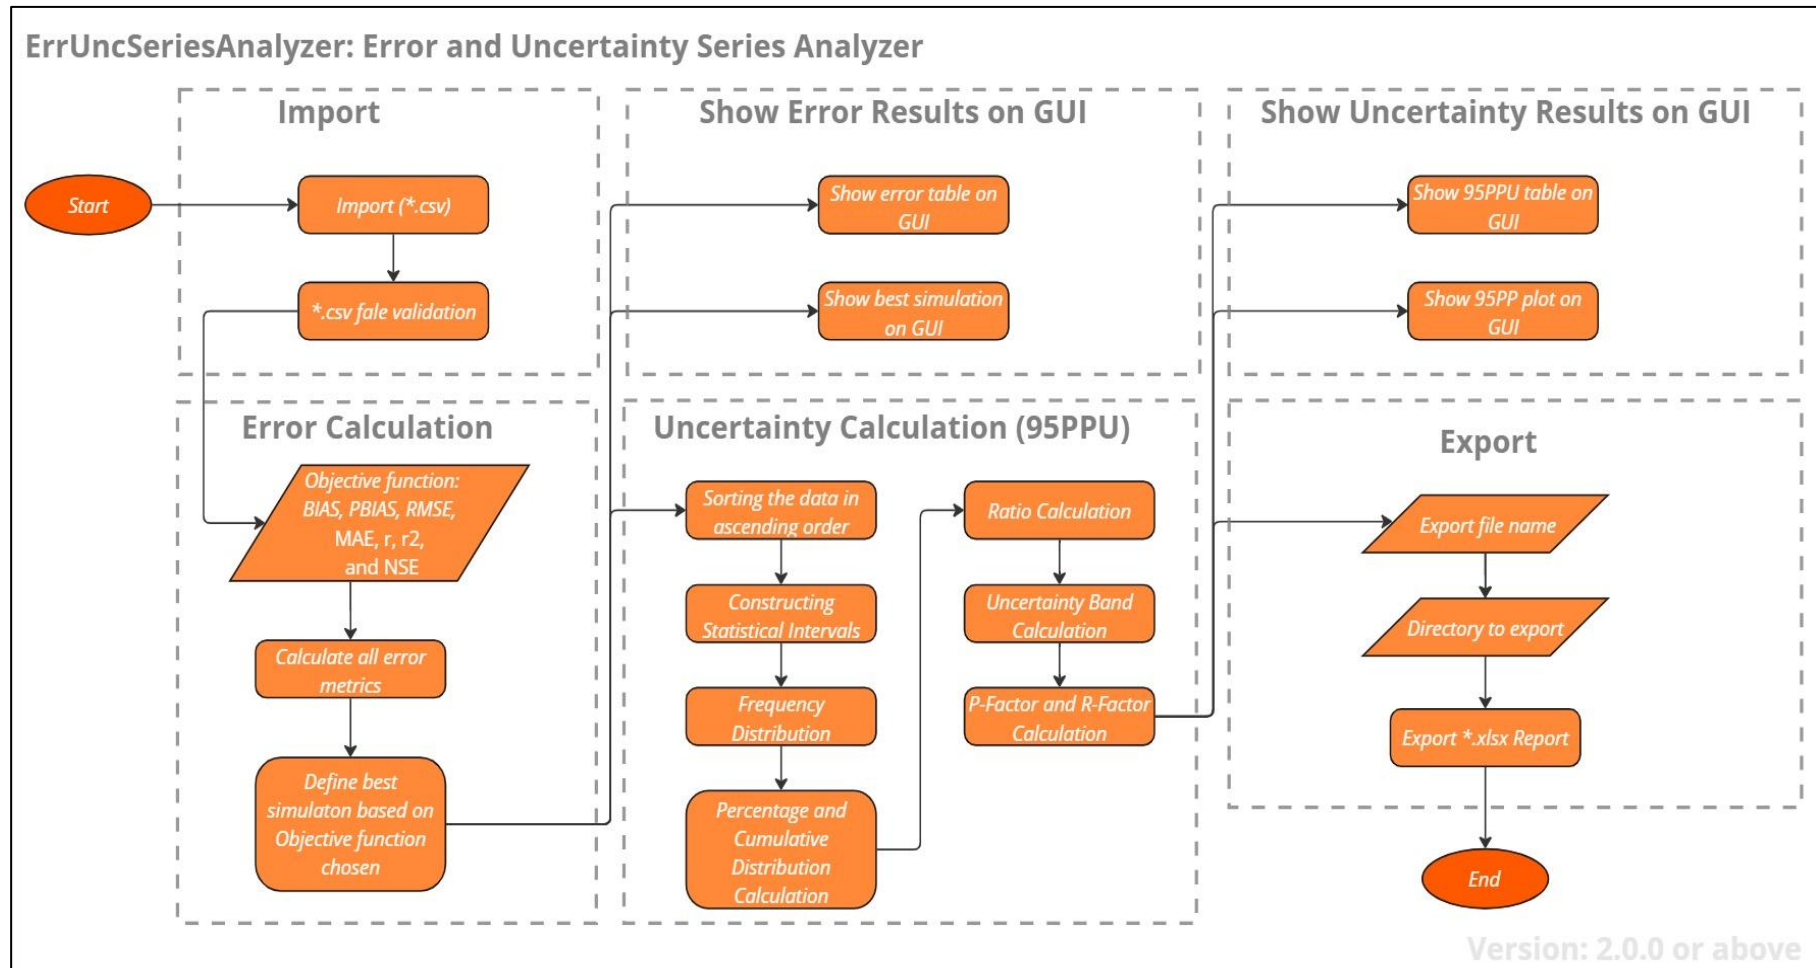 ErrUncSeriesAnalyzer: Error and Uncertainty Series Analyzer
Import
Start
Import (*.csv)
*.csv fale validation
Show Error Results on GUI
Show error table on
GUI
Show best simulation
on GUI
Show Uncertainty Results on GUI
Show 95PPU table on
GUI
Show 95PP plot on
GUI
Error Calculation
Objective function:
BIAS, PBIAS, RMSE,
MAE, r, r2,
and NSE
Calculate all error
metrics
Define best
simulaton based on
Objective function
chosen
Uncertainty Calculation (95PPU)
Sorting the data in
ascending order
Constructing
Statistical Intervals
Frequency
Distribution
Percentage and
Cumulative
Distribution
Calculation
Ratio Calculation
Uncertainty Band
Calculation
P-Factor and R-Factor
Calculation
Export
Export file name
Directory to export
Export *.xlsx Report
End
Version: 2.0.0 or above